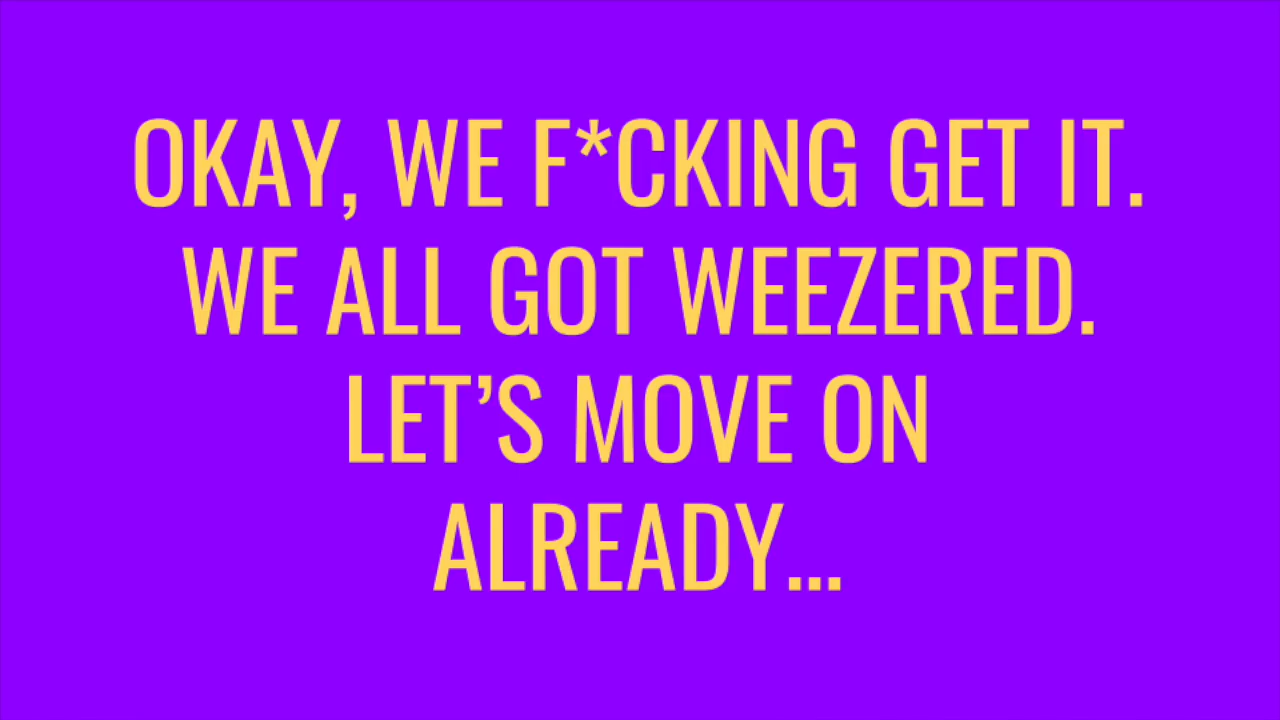 OKAY, WE F*CKING GET IT.
WE ALL GOT WEEZERED.
LET’S MOVE ON
ALREADY...